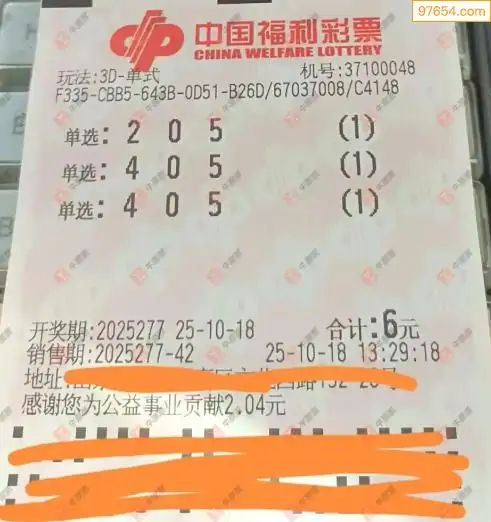 97654.com
中国福利彩票
CHINA WELFARE LOTTERY
玩法:3D-单式 机号:37100048
F335-CBB5-643B-0D51-B26D/67037008/C4148
单选: 2 0 5 (1)
单选: 4 0 5 (1)
单选: 4 0 5 (1)
开奖期:2025277 25-10-18 合计:6元
销售期:2025277-42 25-10-18 13:29:18
地址:
感谢您为公益事业贡献2.04元